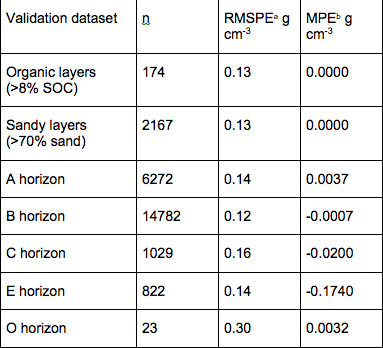 Validation dataset n RMSPEᵃ g MPEᵇ g
cm⁻³ cm⁻³
Organic layers 174 0.13 0.0000
(>8% SOC)
Sandy layers 2167 0.13 0.0000
(>70% sand)
A horizon 6272 0.14 0.0037
B horizon 14782 0.12 -0.0007
C horizon 1029 0.16 -0.0200
E horizon 822 0.14 -0.1740
O horizon 23 0.30 0.0032